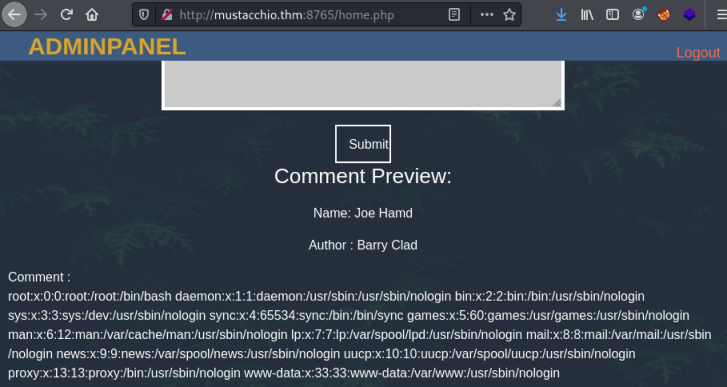 http://mustacchio.thm:8765/home.php
ADMINPANEL
Logout
Submit
Comment Preview:
Name: Joe Hamd
Author : Barry Clad
Comment :
root:x:0:0:root:/root:/bin/bash daemon:x:1:1:daemon:/usr/sbin:/usr/sbin/nologin bin:x:2:2:bin:/bin:/usr/sbin/nologin
sys:x:3:3:sys:/dev:/usr/sbin/nologin sync:x:4:65534:sync:/bin:/bin/sync games:x:5:60:games:/usr/games:/usr/sbin/nologin
man:x:6:12:man:/var/cache/man:/usr/sbin/nologin lp:x:7:7:lp:/var/spool/lpd:/usr/sbin/nologin mail:x:8:8:mail:/var/mail:/usr/sbin
/nologin news:x:9:9:news:/var/spool/news:/usr/sbin/nologin uucp:x:10:10:uucp:/var/spool/uucp:/usr/sbin/nologin
proxy:x:13:13:proxy:/bin:/usr/sbin/nologin www-data:x:33:33:www-data:/var/www:/usr/sbin/nologin